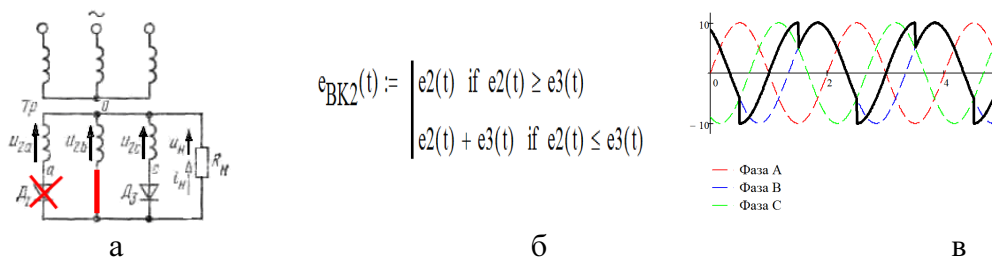 ~
Тр
0
u2a
u2b
u2c
uн
iн
Rн
a
c
Д1
Д3
а
eBK2(t) := e2(t) if e2(t) ≥ e3(t)
e2(t) + e3(t) if e2(t) ≤ e3(t)
б
10
0
2
4
-10
Фаза А
Фаза В
Фаза С
в